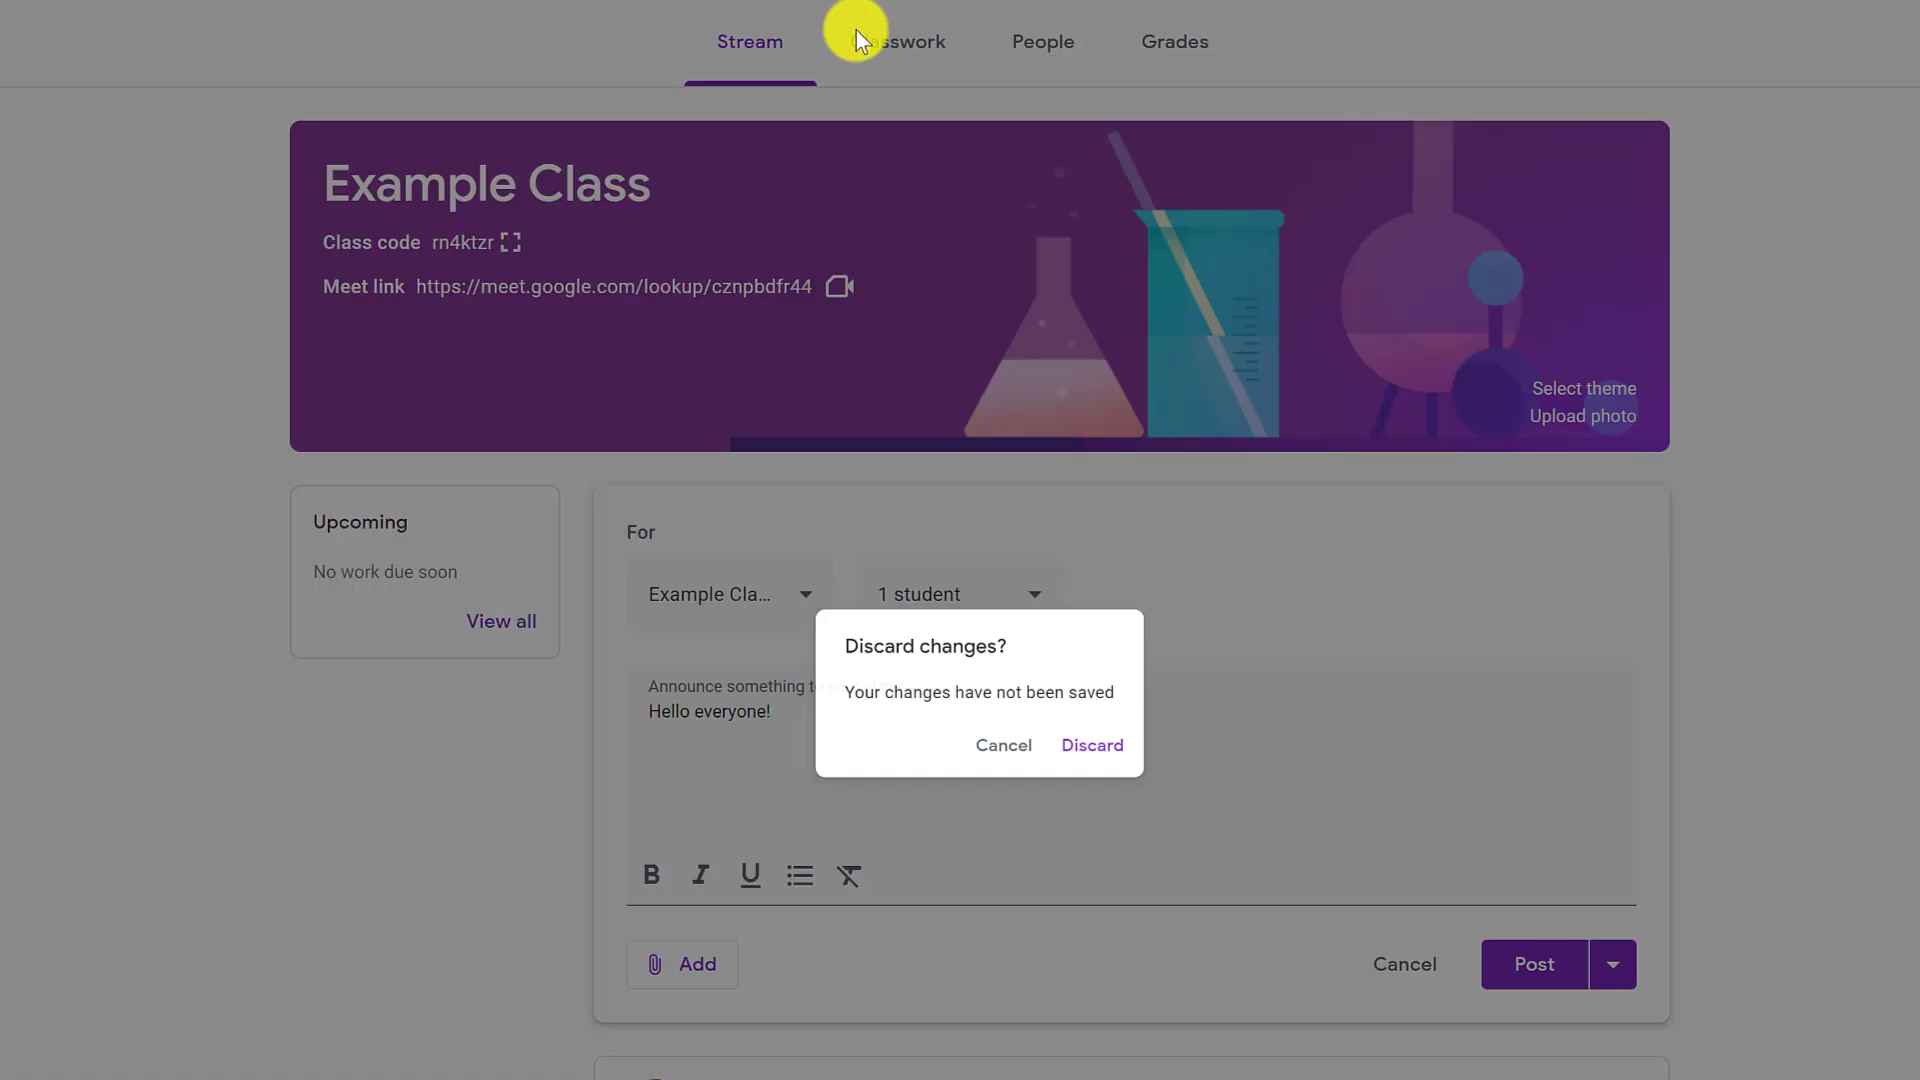 Stream
asswork
People
Grades
Example Class
Class code rn4ktzr
Meet link https://meet.google.com/lookup/cznpbdfr44
Select theme
Upload photo
Upcoming
No work due soon
View all
For
Example Cla...
1 student
Discard changes?
Your changes have not been saved
Cancel
Discard
Announce something t
Hello everyone!
B I U
Add
Cancel
Post